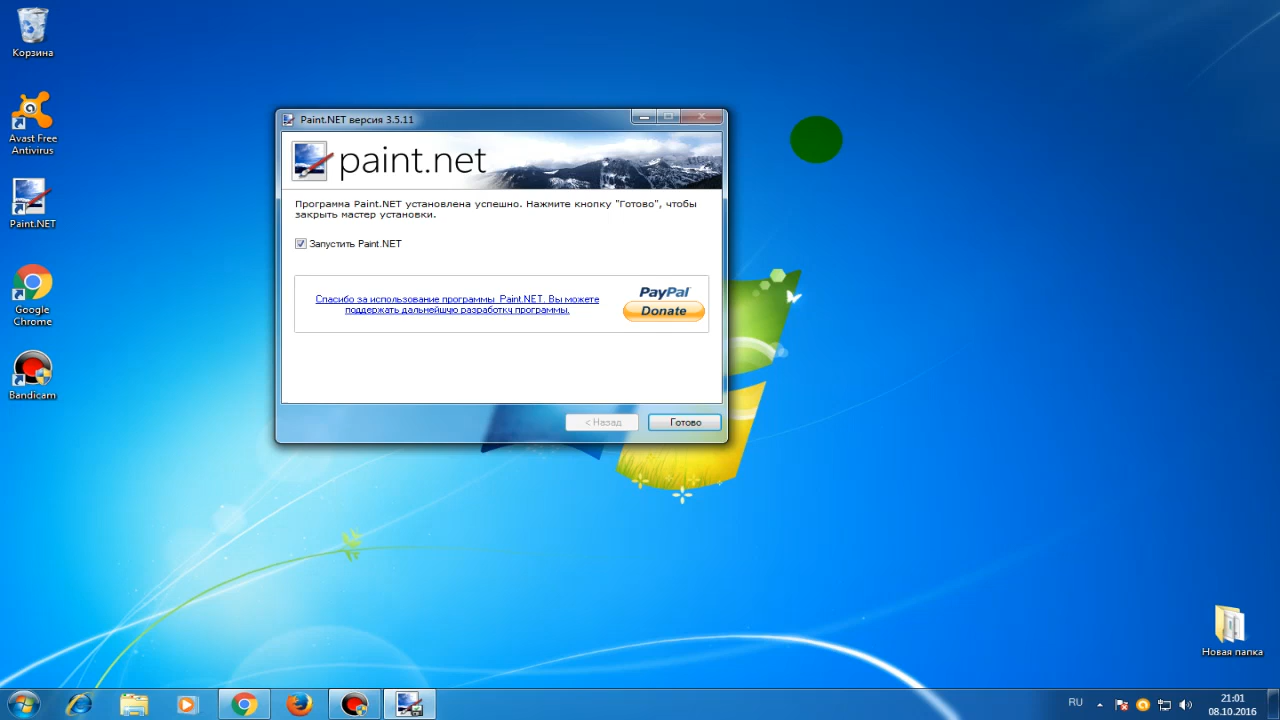 Корзина
Avast Free
Antivirus
Paint.NET
Google
Chrome
Bandicam
Paint.NET версия 3.5.11
paint.net
Программа Paint.NET установлена успешно. Нажмите кнопку "Готово", чтобы
закрыть мастер установки.
Запустить Paint.NET
Спасибо за использование программы Paint.NET. Вы можете
поддержать дальнейшую разработку программы.
PayPal
Donate
< Назад
Готово
Новая папка
RU
21:01
08.10.2016